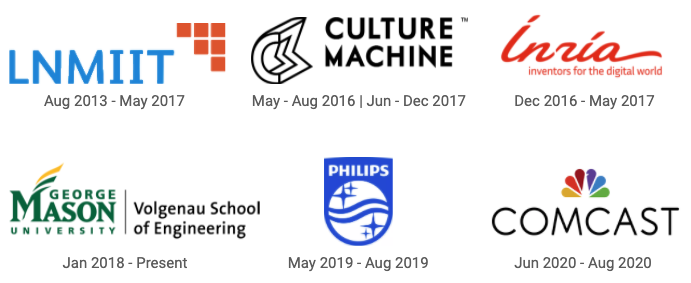 LNMIIT
CULTURE
MACHINE ™
inria
inventors for the digital world
Aug 2013 - May 2017
May - Aug 2016 | Jun - Dec 2017
Dec 2016 - May 2017
GEORGE
MASON
UNIVERSITY
Volgenau School
of Engineering
PHILIPS
COMCAST
Jan 2018 - Present
May 2019 - Aug 2019
Jun 2020 - Aug 2020